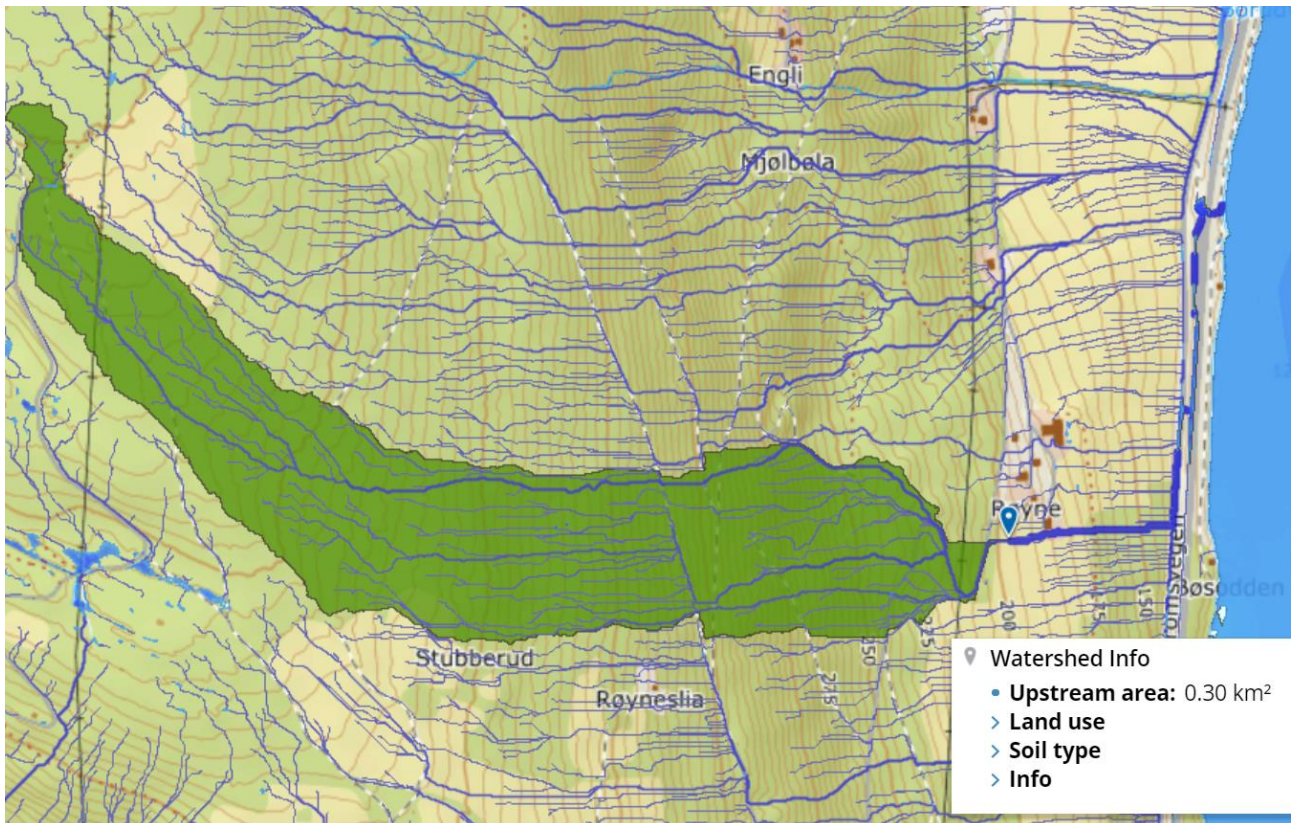 Engli
Mjølbøla
Røyne
Bøsodden
200
175
150
225
250
275
Stubberud
Røyneslia
Watershed Info
Upstream area: 0.30 km²
Land use
Soil type
Info